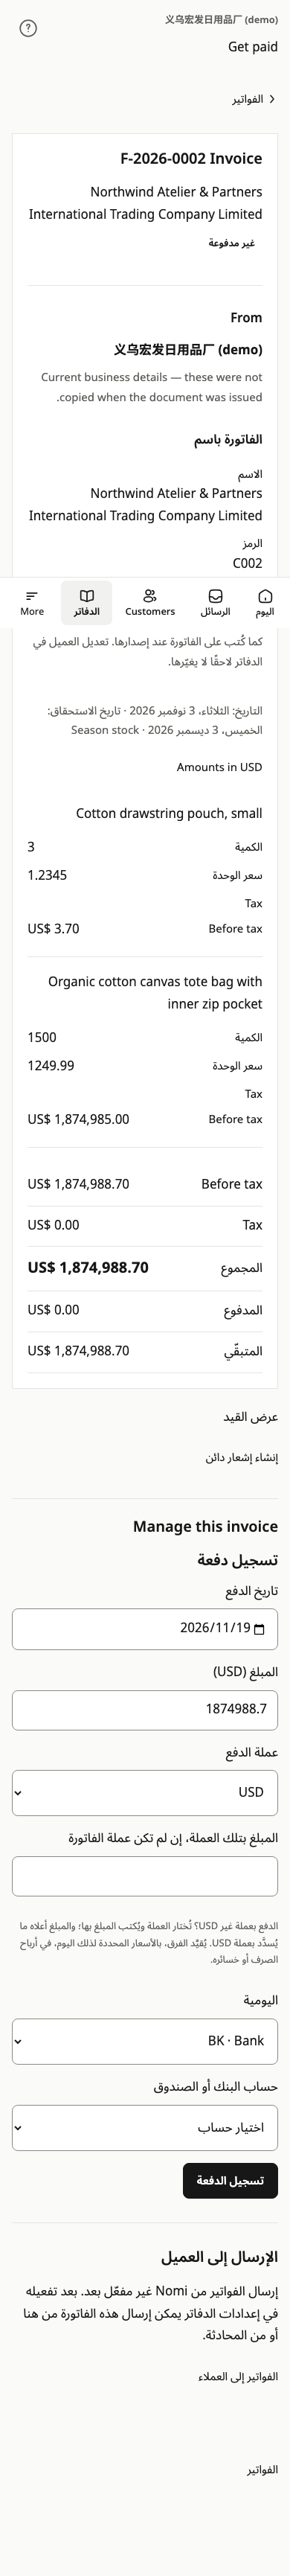 义乌宏发日用品厂 (demo)
Get paid
الفواتير
F-2026-0002 Invoice
Northwind Atelier & Partners
International Trading Company Limited
غير مدفوعة
From
义乌宏发日用品厂 (demo)
Current business details — these were not
copied when the document was issued.
الفاتورة باسم
الاسم
Northwind Atelier & Partners
International Trading Company Limited
الرمز
C002
اليوم
الرسائل
Customers
الدفاتر
More
كما كُتب على الفاتورة عند إصدارها. تعديل العميل في
الدفاتر لاحقًا لا يغيّرها.
التاريخ: الثلاثاء، 3 نوفمبر 2026 · تاريخ الاستحقاق:
الخميس، 3 ديسمبر 2026 · Season stock
Amounts in USD
Cotton drawstring pouch, small
الكمية 3
سعر الوحدة 1.2345
Tax
Before tax US$ 3.70
Organic cotton canvas tote bag with
inner zip pocket
الكمية 1500
سعر الوحدة 1249.99
Tax
Before tax US$ 1,874,985.00
Before tax US$ 1,874,988.70
Tax US$ 0.00
المجموع US$ 1,874,988.70
المدفوع US$ 0.00
المتبقّي US$ 1,874,988.70
عرض القيد
إنشاء إشعار دائن
Manage this invoice
تسجيل دفعة
تاريخ الدفع
2026/11/19
المبلغ (USD)
1874988.7
عملة الدفع
USD
المبلغ بتلك العملة، إن لم تكن عملة الفاتورة
الدفع بعملة غير USD؟ تُختار العملة ويُكتب المبلغ بها؛ والمبلغ أعلاه ما
يُسدَّد بعملة USD. يُقيَّد الفرق، بالأسعار المحددة لذلك اليوم، في أرباح
الصرف أو خسائره.
اليومية
BK · Bank
حساب البنك أو الصندوق
اختيار حساب
تسجيل الدفعة
الإرسال إلى العميل
إرسال الفواتير من Nomi غير مفعّل بعد. بعد تفعيله
في إعدادات الدفاتر يمكن إرسال هذه الفاتورة من هنا
أو من المحادثة.
الفواتير إلى العملاء
الفواتير